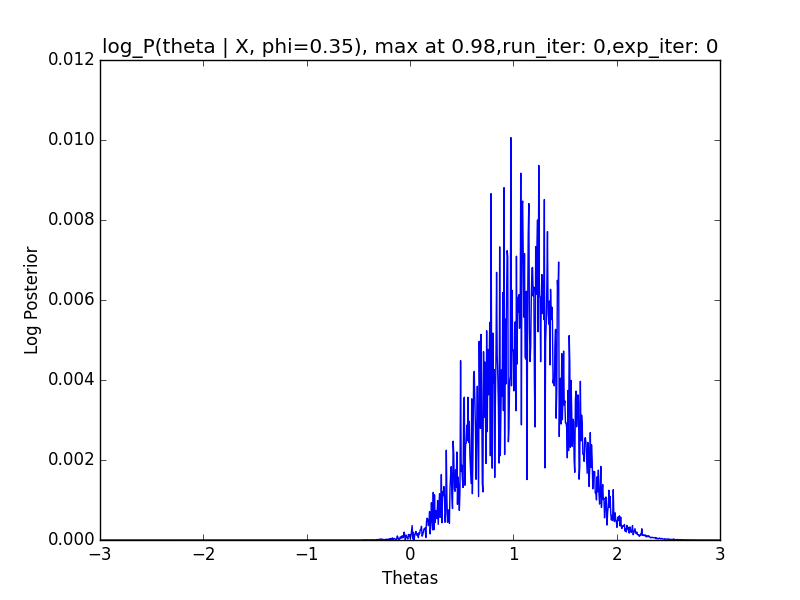 log_P(theta | X, phi=0.35), max at 0.98,run_iter: 0,exp_iter: 0
0.012
0.010
0.008
0.006
0.004
0.002
0.000
Log Posterior
−3 −2 −1 0 1 2 3
Thetas